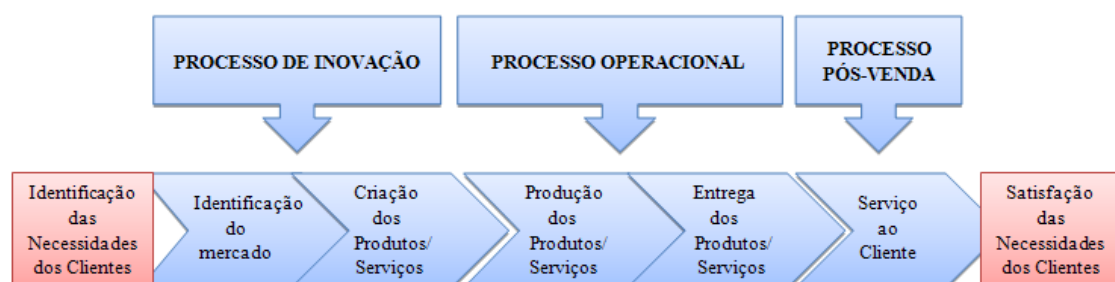 PROCESSO DE INOVAÇÃO
PROCESSO OPERACIONAL
PROCESSO
PÓS-VENDA
Identificação
das
Necessidades
dos Clientes
Identificação
do
mercado
Criação
dos
Produtos/
Serviços
Produção
dos
Produtos/
Serviços
Entrega
dos
Produtos/
Serviços
Serviço
ao
Cliente
Satisfação
das
Necessidades
dos Clientes